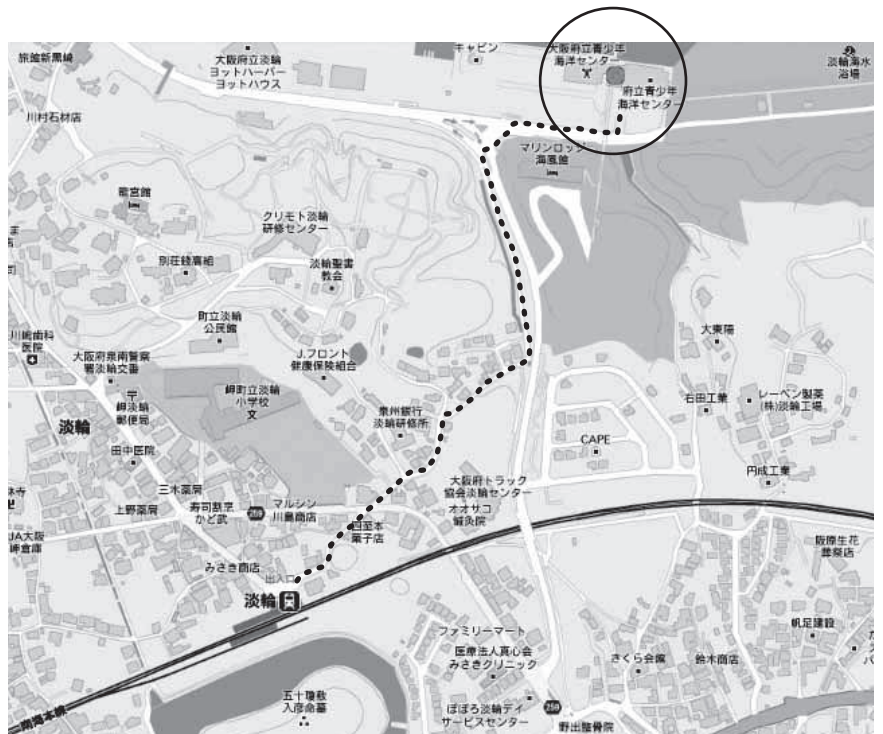 キャビン
大阪府立青少年
海洋センター
旅館新黒崎
大阪府立淡輪
ヨットハーバー
ヨットハウス
淡輪海水
浴場
府立青少年
海洋センター
川村石材店
マリンロッジ
海風館
龍宮館
クリモト淡輪
研修センター
別荘錢高組
淡輪聖書
教会
町立淡輪
公民館
川嶋歯科
医院
大阪府泉南警察
署淡輪交番
J.フロント
健康保険組合
大東陽
岬淡輪
郵便局
岬町立淡輪
小学校
文
泉州銀行
淡輪研修所
石田工業
レーベン製薬
(株)淡輪工場
淡輪
田中医院
CAPE
円成工業
三木薬局
大阪府トラック
協会淡輪センター
上野薬局
寿司割烹
かど武
マルシン
川島商店
オオサコ
鍼灸院
四至本
菓子店
JA大阪
岬倉庫
阪原生花
葬祭店
みさき商店
出入口
淡輪
ファミリーマート
医療法人真心会
みさきクリニック
さくら会館
鈴木商店
帆足建設
南海本線
五十瓊敷
入彦命墓
ぽぽろ淡輪デイ
サービスセンター
野出整骨院